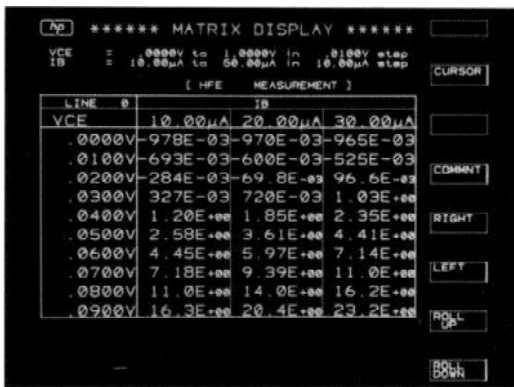 hp ****** MATRIX DISPLAY ******
VCE = .0000V to 1.0000V in .0100V step
IB = 10.00μA to 50.00μA in 10.00μA step
[ HFE MEASUREMENT ]
LINE 0 IB
VCE 10.00μA 20.00μA 30.00μA
.0000V -978E-03 -970E-03 -965E-03
.0100V -693E-03 -600E-03 -525E-03
.0200V -284E-03 -69.8E-03 96.6E-03
.0300V 327E-03 720E-03 1.03E+00
.0400V 1.20E+00 1.85E+00 2.35E+00
.0500V 2.58E+00 3.61E+00 4.41E+00
.0600V 4.45E+00 5.97E+00 7.14E+00
.0700V 7.18E+00 9.39E+00 11.0E+00
.0800V 11.0E+00 14.0E+00 16.2E+00
.0900V 16.3E+00 20.4E+00 23.2E+00
CURSOR
COMMNT
RIGHT
LEFT
ROLL
UP
ROLL
DOWN